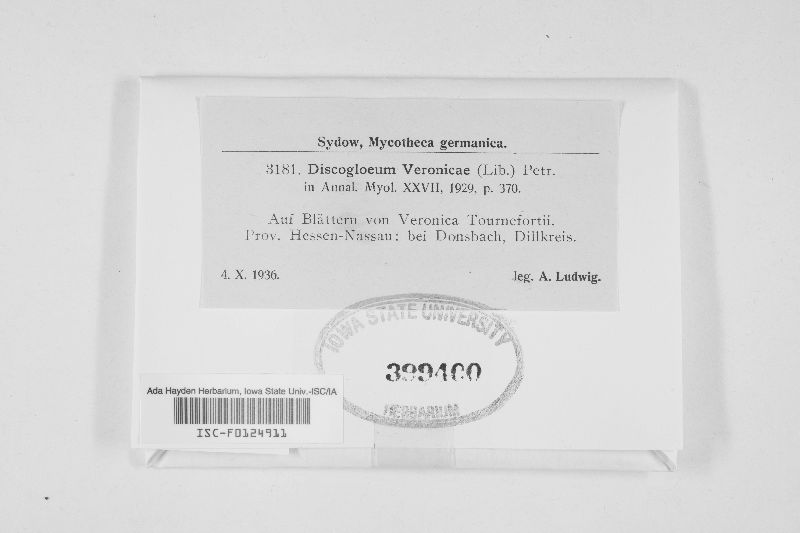 Sydow, Mycotheca germanica.
3181. Discogloeum Veronicae (Lib.) Petr.
in Annal. Myol. XXVII, 1929, p. 370.
Auf Blättern von Veronica Tournefortii.
Prov. Hessen-Nassau: bei Donsbach, Dillkreis.
4. X. 1936. leg. A. Ludwig.
IOWA STATE UNIVERSITY
399400
HERBARIUM
Ada Hayden Herbarium, Iowa State Univ.-ISC/IA
ISC-F0124911